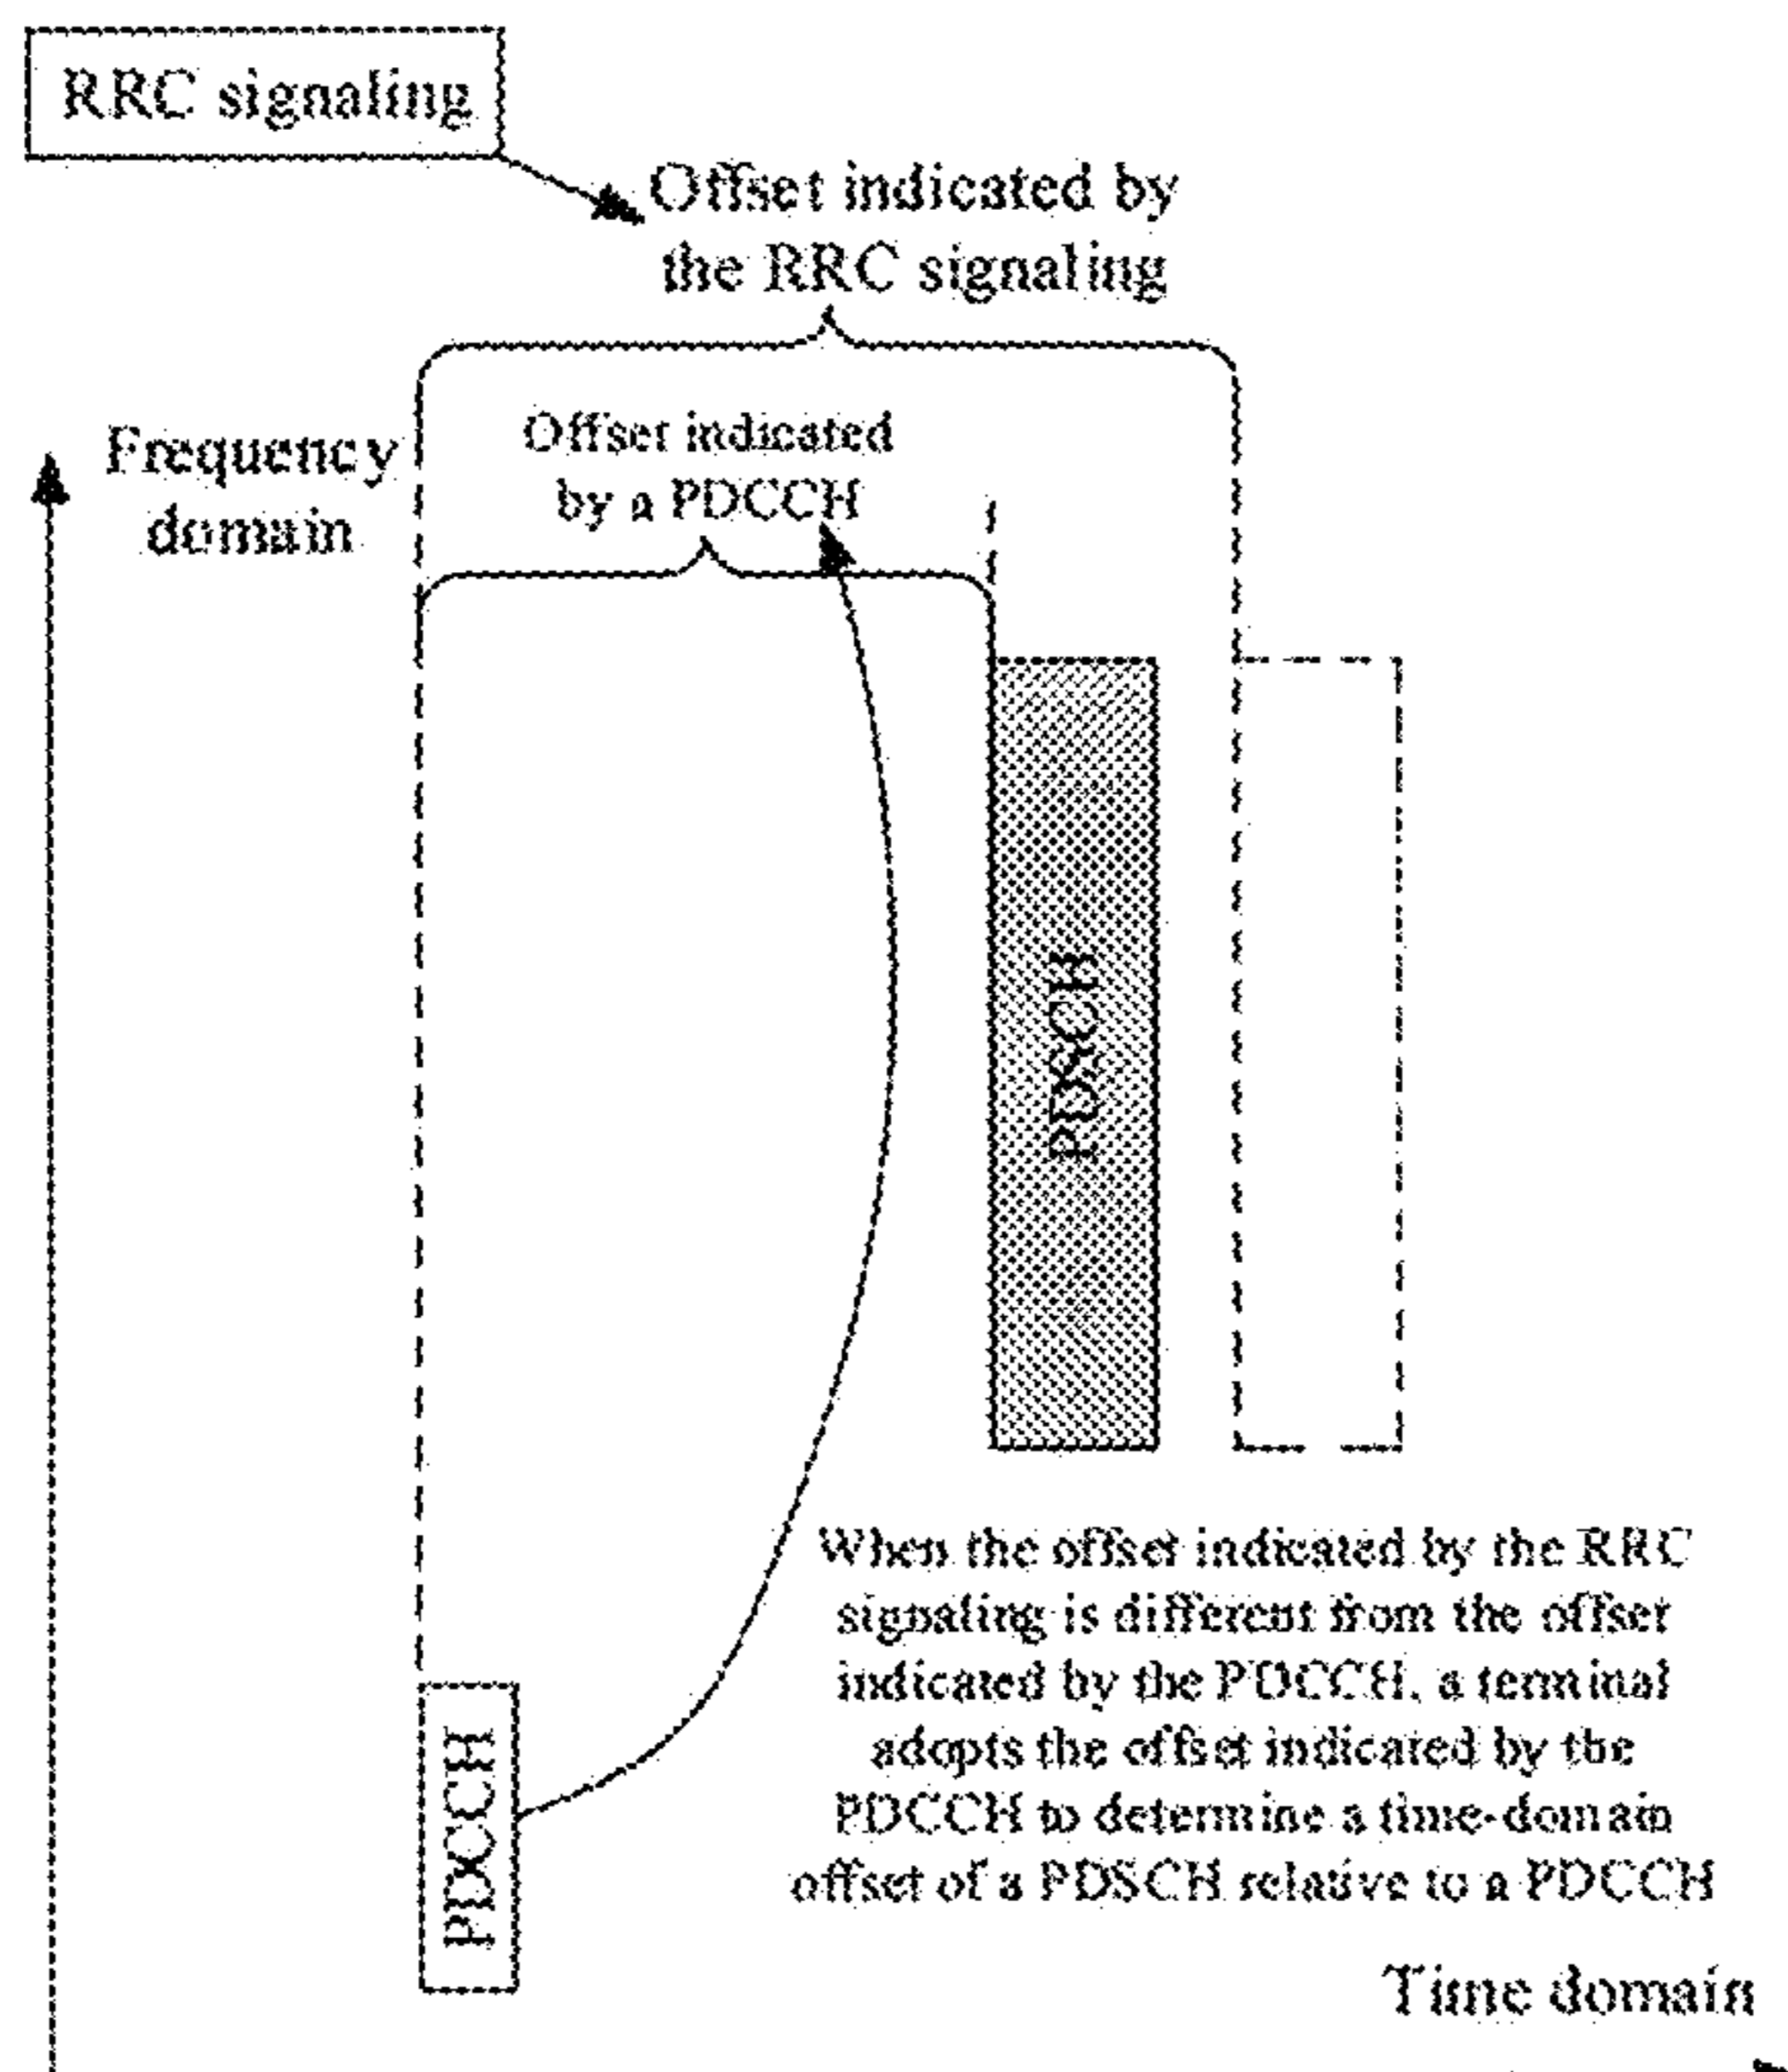 RRC signaling
Offset indicated by
the RRC signaling
Frequency
domain
Offset indicated
by a PDCCH
PDSCH
When the offset indicated by the RRC
signaling is different from the offset
indicated by the PDCCH, a terminal
adopts the offset indicated by the
PDCCH to determine a time-domain
offset of a PDSCH relative to a PDCCH
PDCCH
Time domain